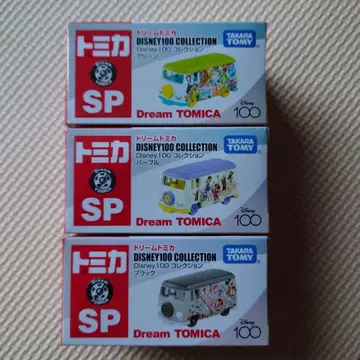 トミカ
SP
ドリームトミカ
DISNEY100 COLLECTION
Disney100 コレクション
グリーン
TAKARA
TOMY
Dream TOMICA
Disney
100
トミカ
SP
ドリームトミカ
DISNEY100 COLLECTION
Disney100 コレクション
パープル
TAKARA
TOMY
Dream TOMICA
Disney
100
トミカ
SP
ドリームトミカ
DISNEY100 COLLECTION
Disney100 コレクション
ブラック
TAKARA
TOMY
Dream TOMICA
Disney
100